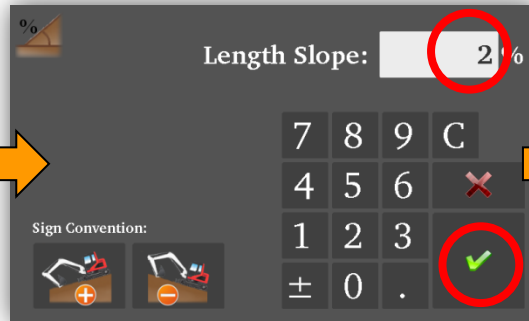 %
Length Slope: 2 %
7 8 9 C
4 5 6
Sign Convention:
1 2 3
± 0 .